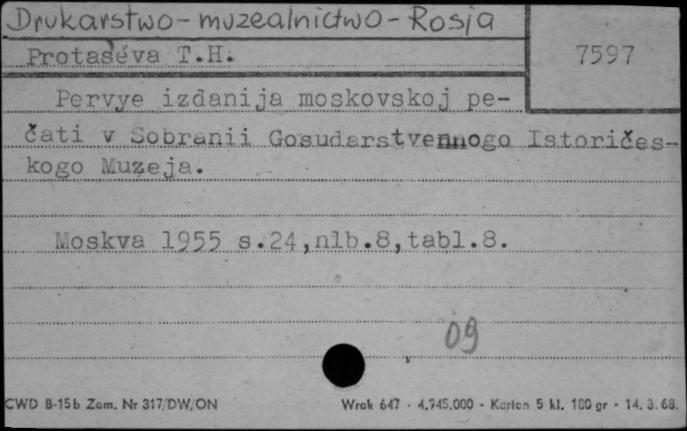 Drukarstwo - muzealnictwo - Rosja
Protaséva T.H.
7597
Pervye izdanija moskovskoj pe-
čati v Sobranii Gosudarstvennogo Istoričes-
kogo Muzeja.
Moskva 1955 s.24,nlb.8,tabl.8.
09
CWD B-15b Zam. Nr 317/DW/ON
Wrak 647 - 4.945.000 - Karton 5 kl. 180 gr - 14. 3. 68.